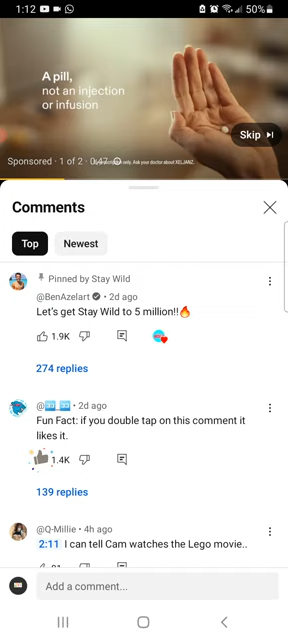 1:12
50%
A pill,
not an injection
or infusion
Skip
Sponsored · 1 of 2 · 0:47
only. Ask your doctor about XELJANZ.
Comments
Top
Newest
Pinned by Stay Wild
@BenAzelart • 2d ago
Let's get Stay Wild to 5 million!!🔥
1.9K
274 replies
2d ago
Fun Fact: if you double tap on this comment it
likes it.
1.4K
139 replies
@Q-Millie • 4h ago
2:11 I can tell Cam watches the Lego movie..
Add a comment...